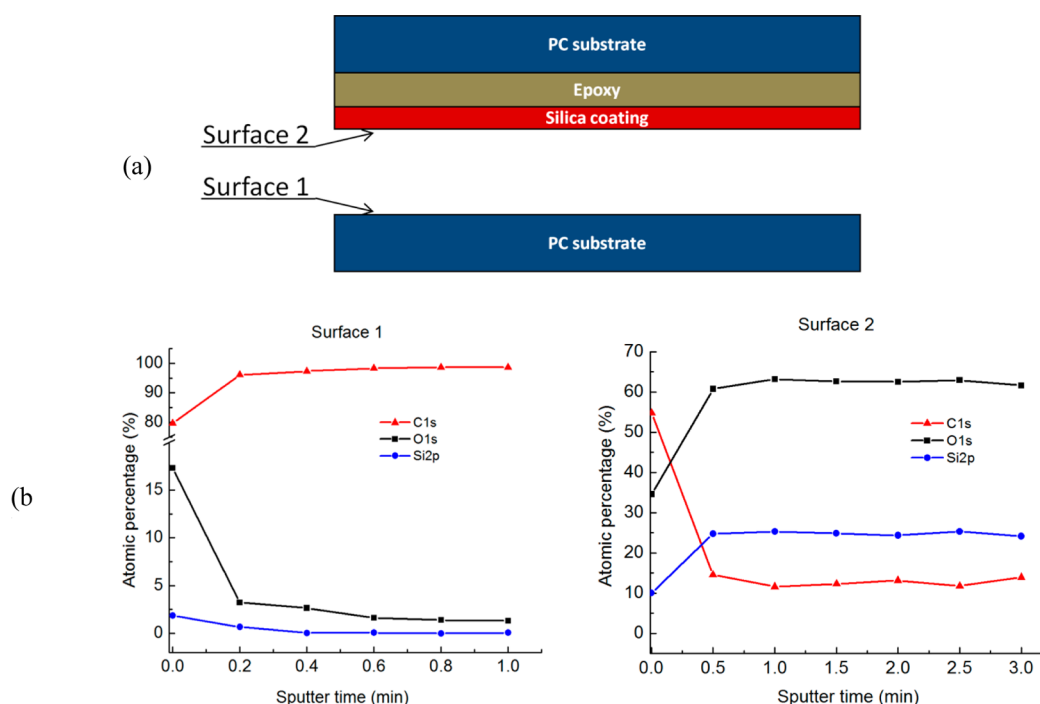 PC substrate
Epoxy
Silica coating
Surface 2
(a)
Surface 1
PC substrate
(b)
Surface 1
100
90
80
15
10
5
0
C1s
O1s
Si2p
Atomic percentage (%)
0.0 0.2 0.4 0.6 0.8 1.0
Sputter time (min)
Surface 2
70
60
50
40
30
20
10
0
C1s
O1s
Si2p
Atomic percentage (%)
0.0 0.5 1.0 1.5 2.0 2.5 3.0
Sputter time (min)